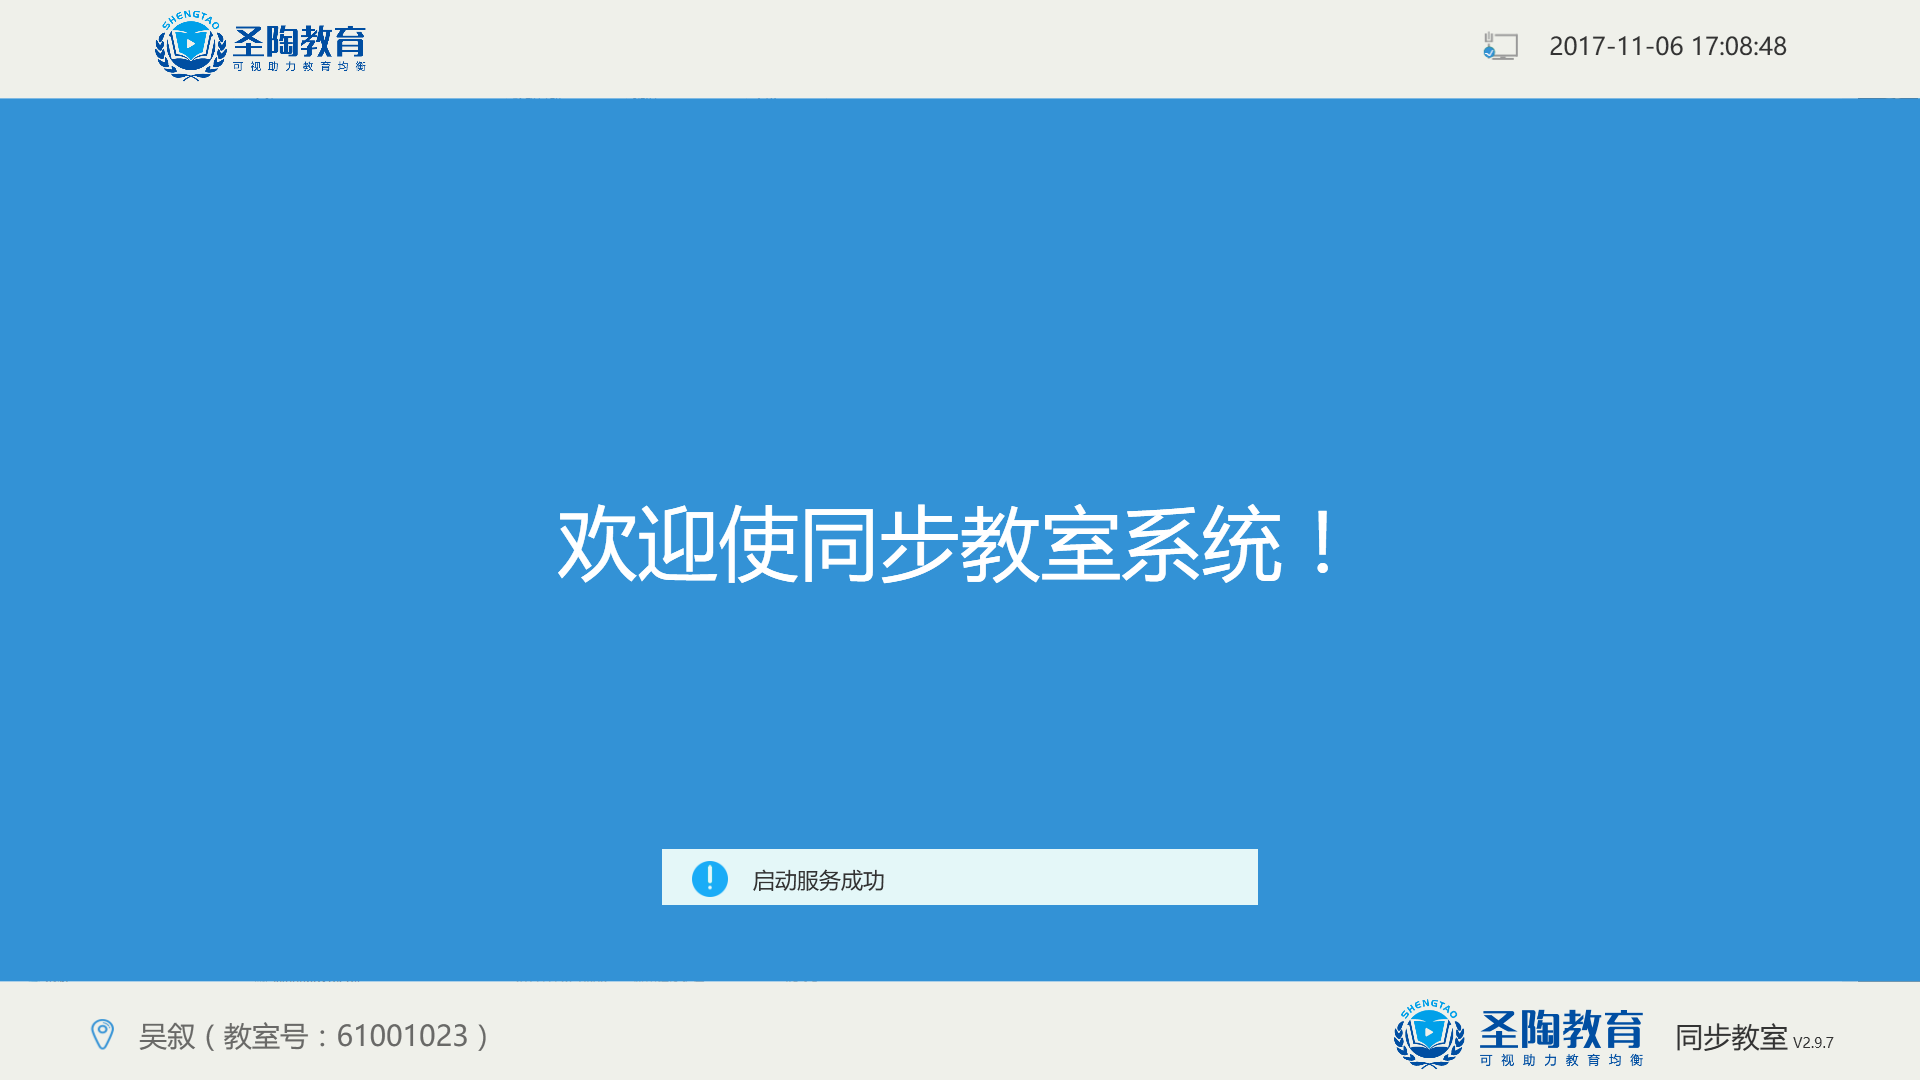 SHENGTAO
圣陶教育
可视助力教育均衡
2017-11-06 17:08:48
欢迎使同步教室系统！
启动服务成功
吴叙（教室号：61001023）
SHENGTAO
圣陶教育
可视助力教育均衡
同步教室 V2.9.7